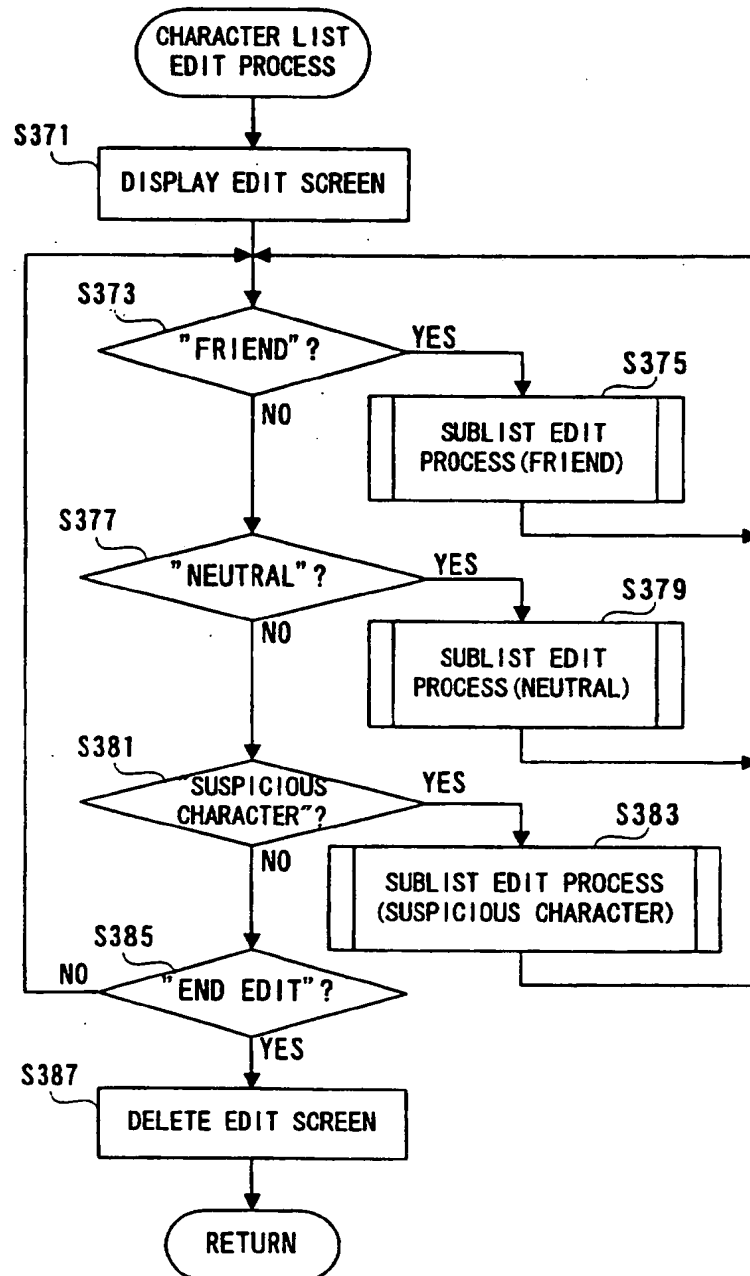 CHARACTER LIST
EDIT PROCESS
S371
DISPLAY EDIT SCREEN
S373
"FRIEND"?
YES
NO
S375
SUBLIST EDIT
PROCESS(FRIEND)
S377
"NEUTRAL"?
YES
NO
S379
SUBLIST EDIT
PROCESS(NEUTRAL)
S381
"SUSPICIOUS
CHARACTER"?
YES
NO
S383
SUBLIST EDIT PROCESS
(SUSPICIOUS CHARACTER)
S385
NO
"END EDIT"?
YES
S387
DELETE EDIT SCREEN
RETURN